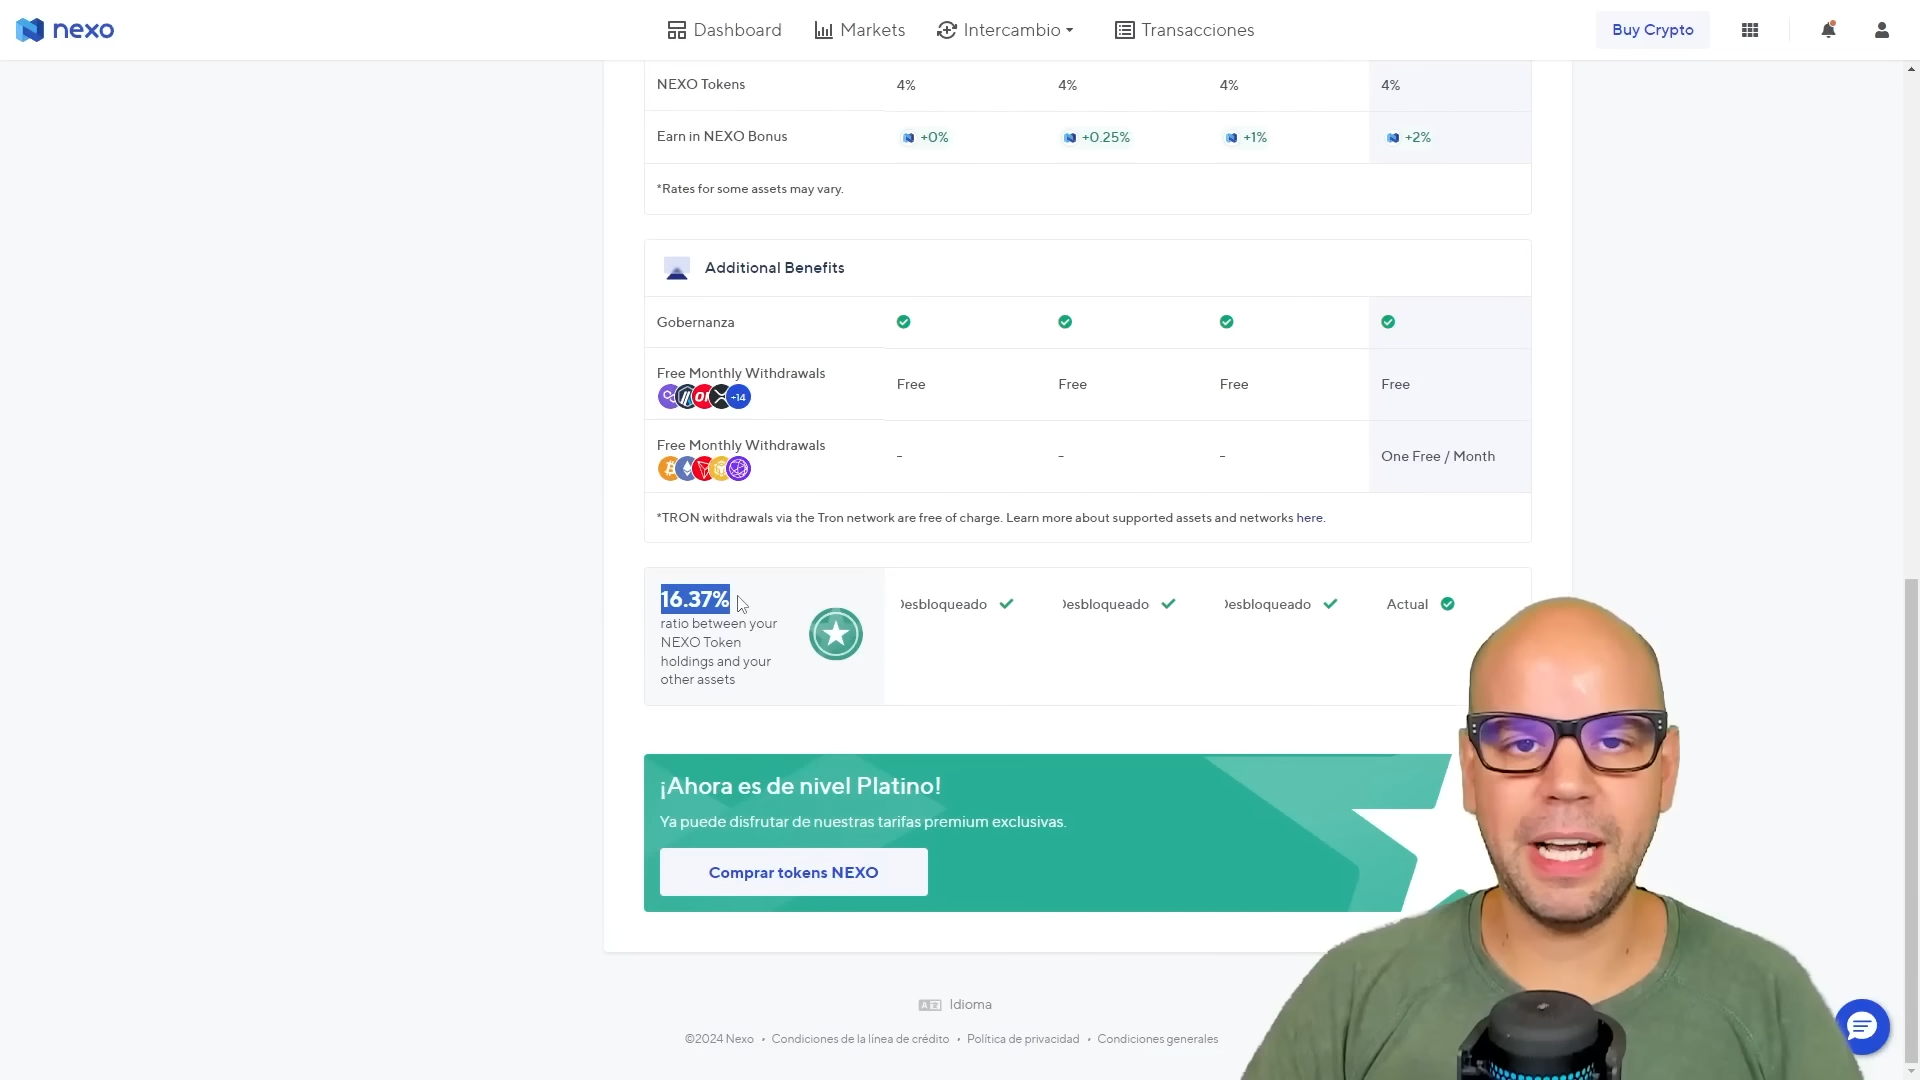 nexo
Dashboard
Markets
Intercambio
Transacciones
Buy Crypto
NEXO Tokens 4% 4% 4% 4%
Earn in NEXO Bonus +0% +0.25% +1% +2%
*Rates for some assets may vary.
Additional Benefits
Gobernanza
Free Monthly Withdrawals
+14
Free Free Free Free
Free Monthly Withdrawals
- - - One Free / Month
*TRON withdrawals via the Tron network are free of charge. Learn more about supported assets and networks here.
16.37%
ratio between your
NEXO Token
holdings and your
other assets
Desbloqueado Desbloqueado Desbloqueado Actual
¡Ahora es de nivel Platino!
Ya puede disfrutar de nuestras tarifas premium exclusivas.
Comprar tokens NEXO
Idioma
©2024 Nexo • Condiciones de la línea de crédito • Política de privacidad • Condiciones generales